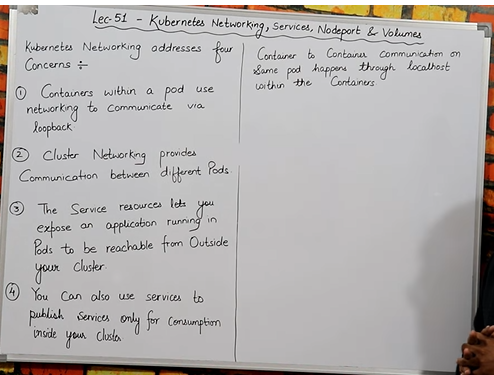 Lec-51 - Kubernetes Networking, Services, Nodeport & Volumes
Kubernetes Networking addresses four
Concerns ÷
① Containers within a pod use
networking to communicate via
loopback
② Cluster Networking provides
Communication between different Pods.
③ The Service resources lets you
expose an application running in
Pods to be reachable from Outside
your Cluster.
④ You Can also use services to
publish Services only for Consumption
inside your Cluster
Container to Container communication on
Same pod happens through localhost
within the Containers